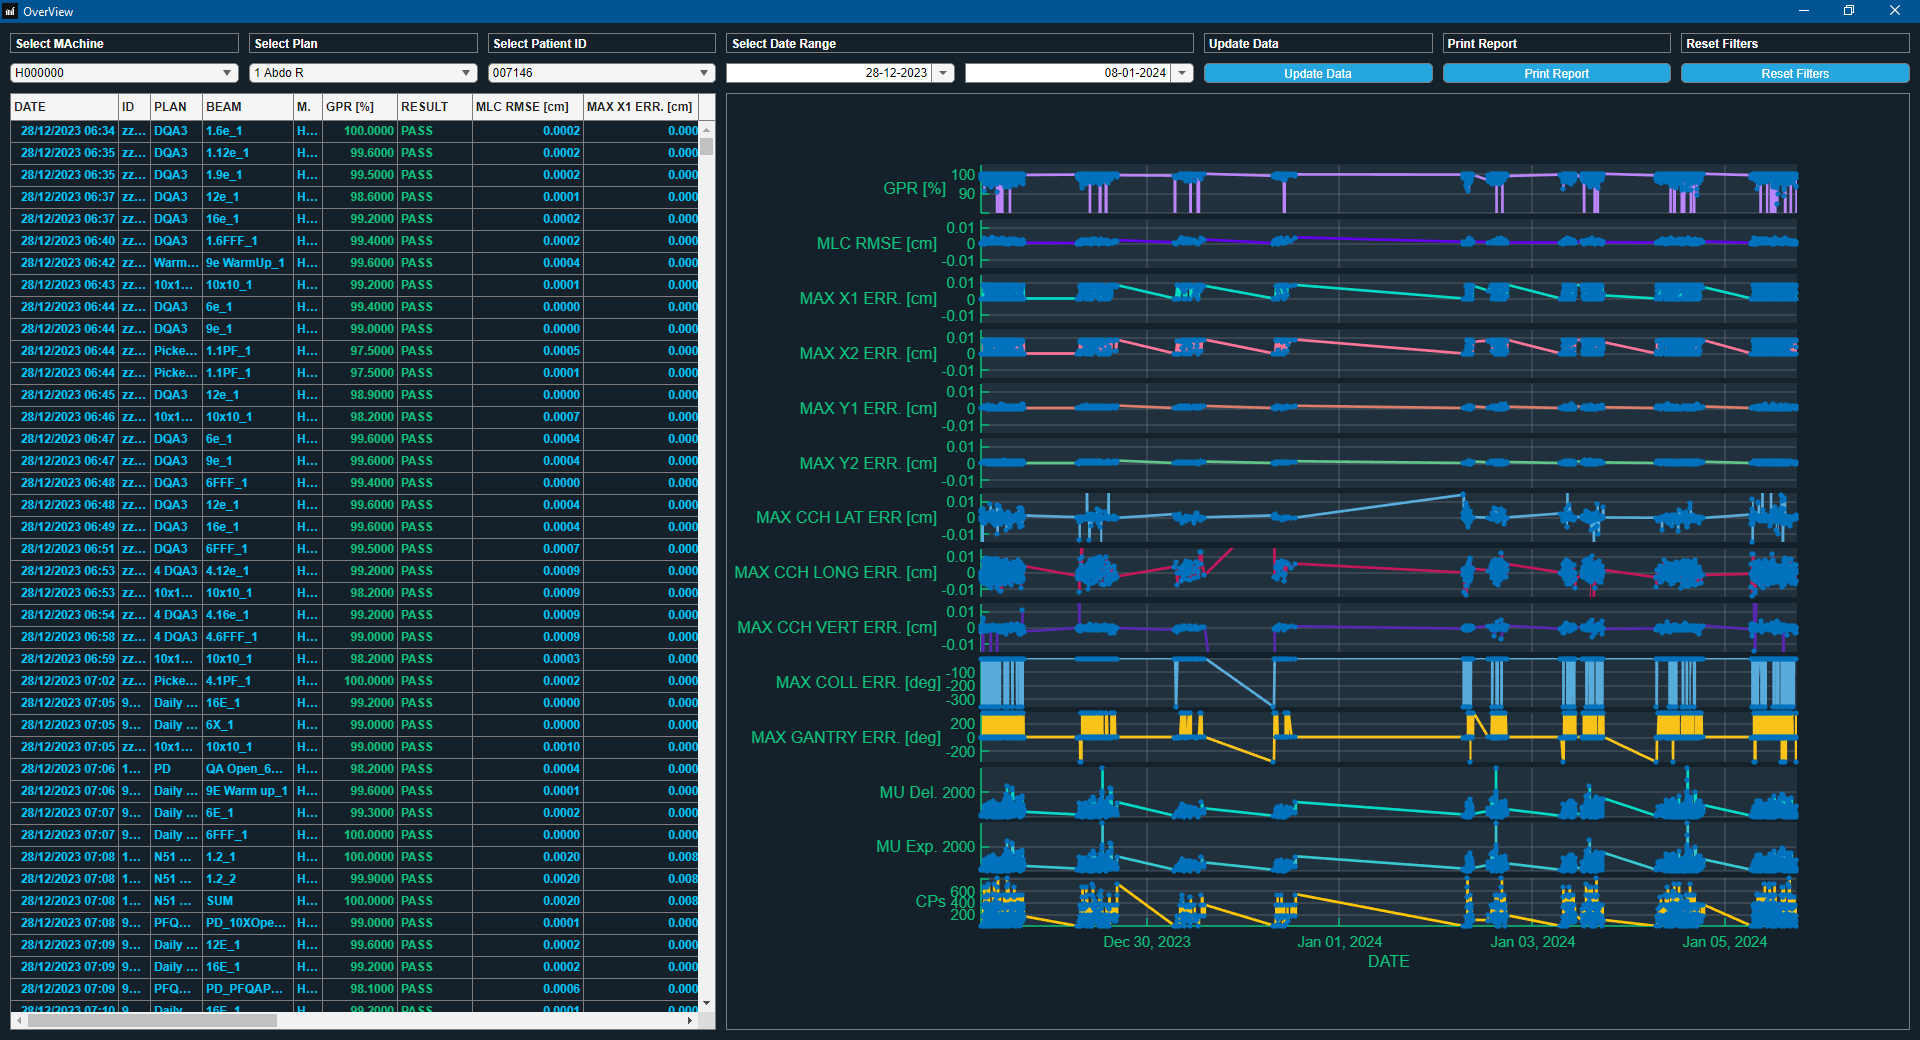 OverView
Select MAchine Select Plan Select Patient ID Select Date Range Update Data Print Report Reset Filters
H000000 1 Abdo R 007146 28-12-2023 08-01-2024 Update Data Print Report Reset Filters
DATE ID PLAN BEAM M. GPR [%] RESULT MLC RMSE [cm] MAX X1 ERR. [cm]
28/12/2023 06:34 zz... DQA3 1.6e_1 H... 100.0000 PASS 0.0002 0.000
28/12/2023 06:35 zz... DQA3 1.12e_1 H... 99.6000 PASS 0.0002 0.000
28/12/2023 06:35 zz... DQA3 1.9e_1 H... 99.5000 PASS 0.0002 0.000
28/12/2023 06:37 zz... DQA3 12e_1 H... 98.6000 PASS 0.0001 0.000
28/12/2023 06:37 zz... DQA3 16e_1 H... 99.2000 PASS 0.0002 0.000
28/12/2023 06:40 zz... DQA3 1.6FFF_1 H... 99.4000 PASS 0.0002 0.000
28/12/2023 06:42 zz... Warm... 9e WarmUp_1 H... 99.6000 PASS 0.0004 0.000
28/12/2023 06:43 zz... 10x1... 10x10_1 H... 99.2000 PASS 0.0001 0.000
28/12/2023 06:44 zz... DQA3 6e_1 H... 99.4000 PASS 0.0000 0.000
28/12/2023 06:44 zz... DQA3 9e_1 H... 99.0000 PASS 0.0000 0.000
28/12/2023 06:44 zz... Picke... 1.1PF_1 H... 97.5000 PASS 0.0005 0.000
28/12/2023 06:44 zz... Picke... 1.1PF_1 H... 97.5000 PASS 0.0001 0.000
28/12/2023 06:45 zz... DQA3 12e_1 H... 98.9000 PASS 0.0000 0.000
28/12/2023 06:46 zz... 10x1... 10x10_1 H... 98.2000 PASS 0.0007 0.000
28/12/2023 06:47 zz... DQA3 6e_1 H... 99.6000 PASS 0.0004 0.000
28/12/2023 06:47 zz... DQA3 9e_1 H... 99.6000 PASS 0.0004 0.000
28/12/2023 06:48 zz... DQA3 6FFF_1 H... 99.4000 PASS 0.0000 0.000
28/12/2023 06:48 zz... DQA3 12e_1 H... 99.6000 PASS 0.0004 0.000
28/12/2023 06:49 zz... DQA3 16e_1 H... 99.6000 PASS 0.0004 0.000
28/12/2023 06:51 zz... DQA3 6FFF_1 H... 99.5000 PASS 0.0007 0.000
28/12/2023 06:53 zz... 4 DQA3 4.12e_1 H... 99.2000 PASS 0.0009 0.000
28/12/2023 06:53 zz... 10x1... 10x10_1 H... 98.2000 PASS 0.0009 0.000
28/12/2023 06:54 zz... 4 DQA3 4.16e_1 H... 99.2000 PASS 0.0009 0.000
28/12/2023 06:58 zz... 4 DQA3 4.6FFF_1 H... 99.0000 PASS 0.0009 0.000
28/12/2023 06:59 zz... 10x1... 10x10_1 H... 98.2000 PASS 0.0003 0.000
28/12/2023 07:02 zz... Picke... 4.1PF_1 H... 100.0000 PASS 0.0002 0.000
28/12/2023 07:05 9... Daily ... 16E_1 H... 99.2000 PASS 0.0000 0.000
28/12/2023 07:05 9... Daily ... 6X_1 H... 99.0000 PASS 0.0000 0.000
28/12/2023 07:05 zz... 10x1... 10x10_1 H... 99.0000 PASS 0.0010 0.000
28/12/2023 07:06 1... PD QA Open_6... H... 98.2000 PASS 0.0004 0.000
28/12/2023 07:06 9... Daily ... 9E Warm up_1 H... 99.6000 PASS 0.0001 0.000
28/12/2023 07:07 9... Daily ... 6E_1 H... 99.3000 PASS 0.0002 0.000
28/12/2023 07:07 9... Daily ... 6FFF_1 H... 100.0000 PASS 0.0000 0.000
28/12/2023 07:08 1... N51 ... 1.2_1 H... 100.0000 PASS 0.0020 0.008
28/12/2023 07:08 1... N51 ... 1.2_2 H... 99.9000 PASS 0.0020 0.008
28/12/2023 07:08 1... N51 ... SUM H... 100.0000 PASS 0.0020 0.008
28/12/2023 07:08 9... PFQ... PD_10XOpe... H... 99.0000 PASS 0.0001 0.000
28/12/2023 07:09 9... Daily ... 12E_1 H... 99.6000 PASS 0.0002 0.000
28/12/2023 07:09 9... Daily ... 16E_1 H... 99.2000 PASS 0.0002 0.000
28/12/2023 07:09 9... PFQ... PD_PFQAP... H... 98.1000 PASS 0.0006 0.000
28/12/2023 07:10 9... Daily ... 16E_1 H... 99.2000 PASS 0.0001 0.000
GPR [%] 100 90
MLC RMSE [cm] 0.01 0 -0.01
MAX X1 ERR. [cm] 0.01 0 -0.01
MAX X2 ERR. [cm] 0.01 0 -0.01
MAX Y1 ERR. [cm] 0.01 0 -0.01
MAX Y2 ERR. [cm] 0.01 0 -0.01
MAX CCH LAT ERR [cm] 0.01 0 -0.01
MAX CCH LONG ERR. [cm] 0.01 0 -0.01
MAX CCH VERT ERR. [cm] 0.01 0 -0.01
MAX COLL ERR. [deg] -100 -200 -300
MAX GANTRY ERR. [deg] 200 0 -200
MU Del. 2000
MU Exp. 2000
CPs 600 400 200
Dec 30, 2023 Jan 01, 2024 Jan 03, 2024 Jan 05, 2024
DATE